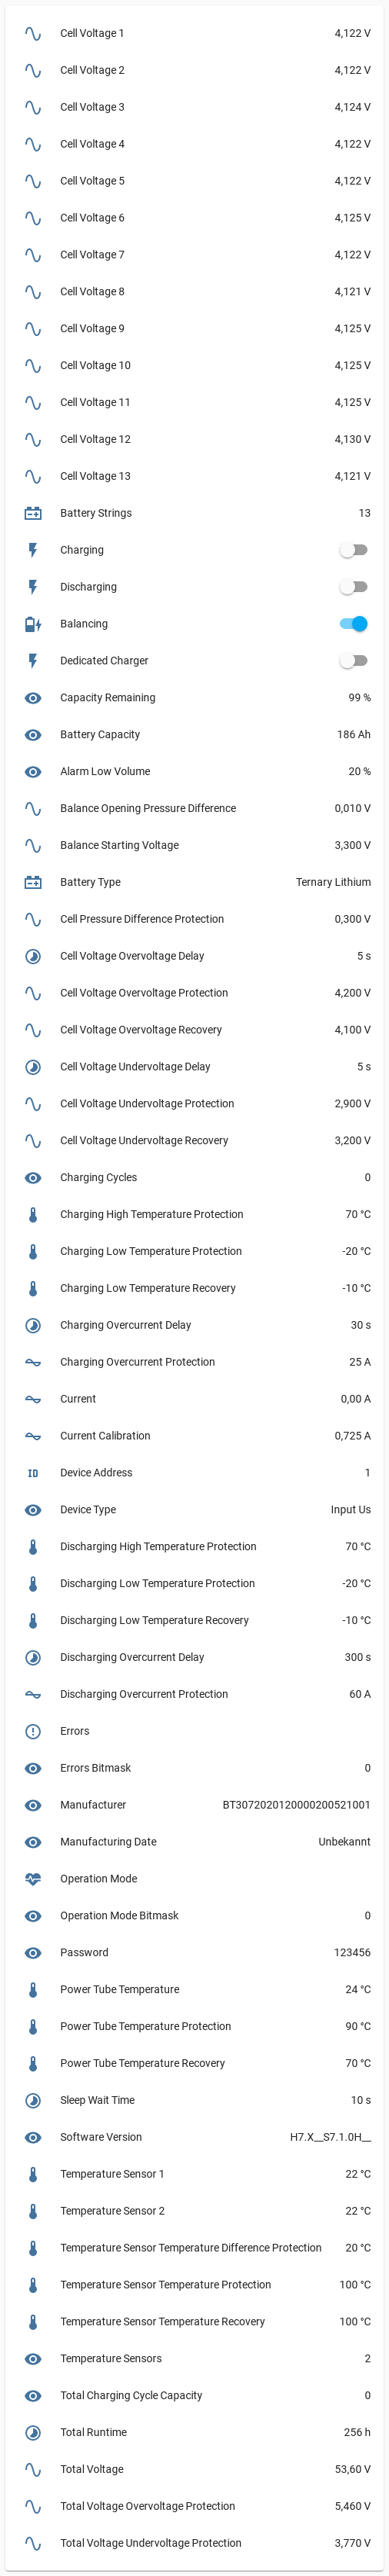 Cell Voltage 1 4,122 V
Cell Voltage 2 4,122 V
Cell Voltage 3 4,124 V
Cell Voltage 4 4,122 V
Cell Voltage 5 4,122 V
Cell Voltage 6 4,125 V
Cell Voltage 7 4,122 V
Cell Voltage 8 4,121 V
Cell Voltage 9 4,125 V
Cell Voltage 10 4,125 V
Cell Voltage 11 4,125 V
Cell Voltage 12 4,130 V
Cell Voltage 13 4,121 V
Battery Strings 13
Charging
Discharging
Balancing
Dedicated Charger
Capacity Remaining 99 %
Battery Capacity 186 Ah
Alarm Low Volume 20 %
Balance Opening Pressure Difference 0,010 V
Balance Starting Voltage 3,300 V
Battery Type Ternary Lithium
Cell Pressure Difference Protection 0,300 V
Cell Voltage Overvoltage Delay 5 s
Cell Voltage Overvoltage Protection 4,200 V
Cell Voltage Overvoltage Recovery 4,100 V
Cell Voltage Undervoltage Delay 5 s
Cell Voltage Undervoltage Protection 2,900 V
Cell Voltage Undervoltage Recovery 3,200 V
Charging Cycles 0
Charging High Temperature Protection 70 °C
Charging Low Temperature Protection -20 °C
Charging Low Temperature Recovery -10 °C
Charging Overcurrent Delay 30 s
Charging Overcurrent Protection 25 A
Current 0,00 A
Current Calibration 0,725 A
ID Device Address 1
Device Type Input Us
Discharging High Temperature Protection 70 °C
Discharging Low Temperature Protection -20 °C
Discharging Low Temperature Recovery -10 °C
Discharging Overcurrent Delay 300 s
Discharging Overcurrent Protection 60 A
Errors
Errors Bitmask 0
Manufacturer BT3072020120000200521001
Manufacturing Date Unbekannt
Operation Mode
Operation Mode Bitmask 0
Password 123456
Power Tube Temperature 24 °C
Power Tube Temperature Protection 90 °C
Power Tube Temperature Recovery 70 °C
Sleep Wait Time 10 s
Software Version H7.X__S7.1.0H__
Temperature Sensor 1 22 °C
Temperature Sensor 2 22 °C
Temperature Sensor Temperature Difference Protection 20 °C
Temperature Sensor Temperature Protection 100 °C
Temperature Sensor Temperature Recovery 100 °C
Temperature Sensors 2
Total Charging Cycle Capacity 0
Total Runtime 256 h
Total Voltage 53,60 V
Total Voltage Overvoltage Protection 5,460 V
Total Voltage Undervoltage Protection 3,770 V